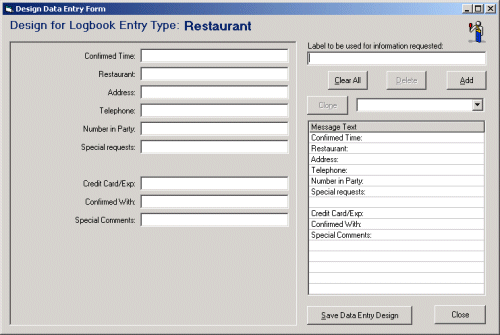 Design Data Entry Form
Design for Logbook Entry Type: Restaurant
Confirmed Time:
Restaurant:
Address:
Telephone:
Number in Party:
Special requests:
Credit Card/Exp:
Confirmed With:
Special Comments:
Label to be used for information requested:
Clear All Delete Add
Clone
Message Text
Confirmed Time:
Restaurant:
Address:
Telephone:
Number in Party:
Special requests:
Credit Card/Exp:
Confirmed With:
Special Comments:
Save Data Entry Design Close